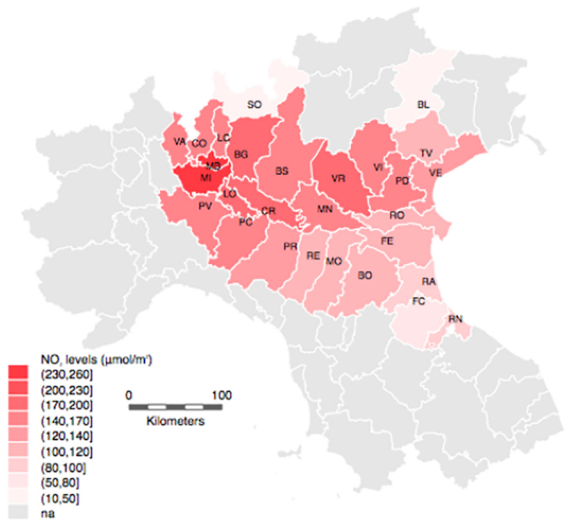 SO
BL
VA
CO
LC
BG
MB
MI
BS
VR
VI
TV
PD
VE
LO
PV
CR
MN
RO
PC
PR
RE
MO
FE
BO
RA
FC
RN
NO, levels (μmol/m²)
(230,260]
(200,230]
(170,200]
(140,170]
(120,140]
(100,120]
(80,100]
(50,80]
(10,50]
na
0 100
Kilometers